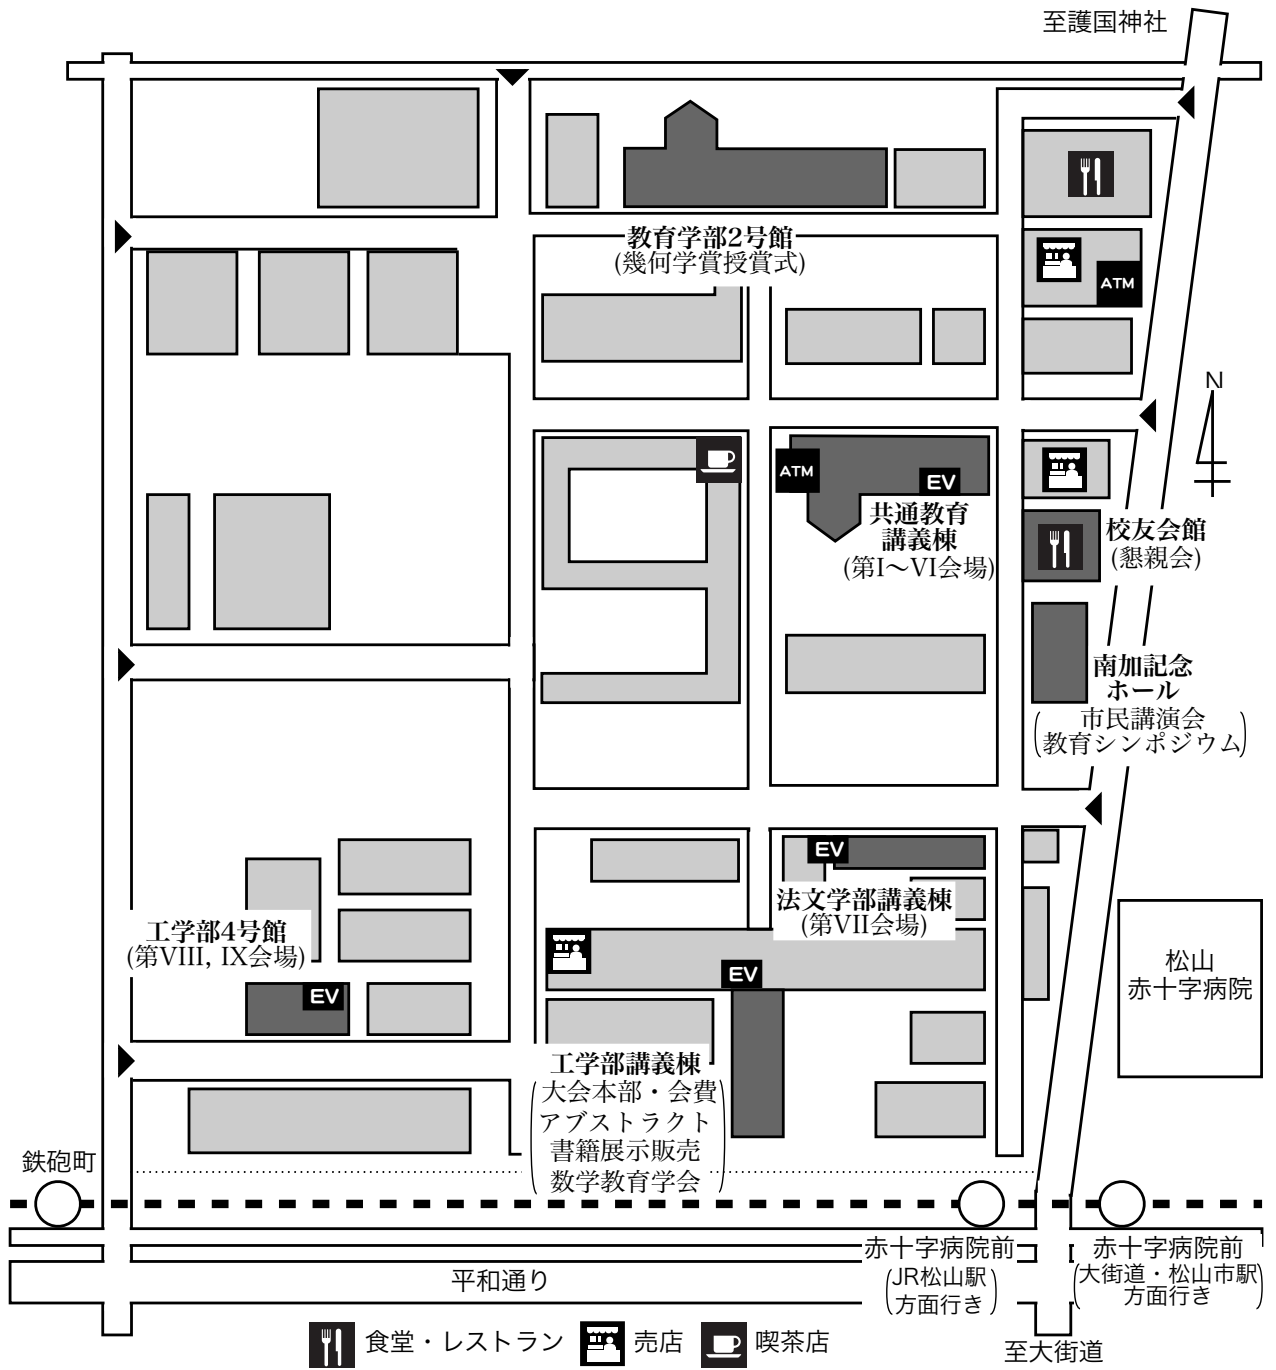 至護国神社
教育学部2号館
(幾何学賞授賞式)
ATM
N
ATM
EV
共通教育
講義棟
(第I～VI会場)
校友会館
(懇親会)
南加記念
ホール
(市民講演会
教育シンポジウム)
EV
法文学部講義棟
(第VII会場)
工学部4号館
(第VIII, IX会場)
EV
EV
松山
赤十字病院
工学部講義棟
(大会本部・会費
アブストラクト
書籍展示販売
数学教育学会)
鉄砲町
赤十字病院前
(JR松山駅
方面行き)
赤十字病院前
(大街道・松山市駅
方面行き)
平和通り
食堂・レストラン
売店
喫茶店
至大街道